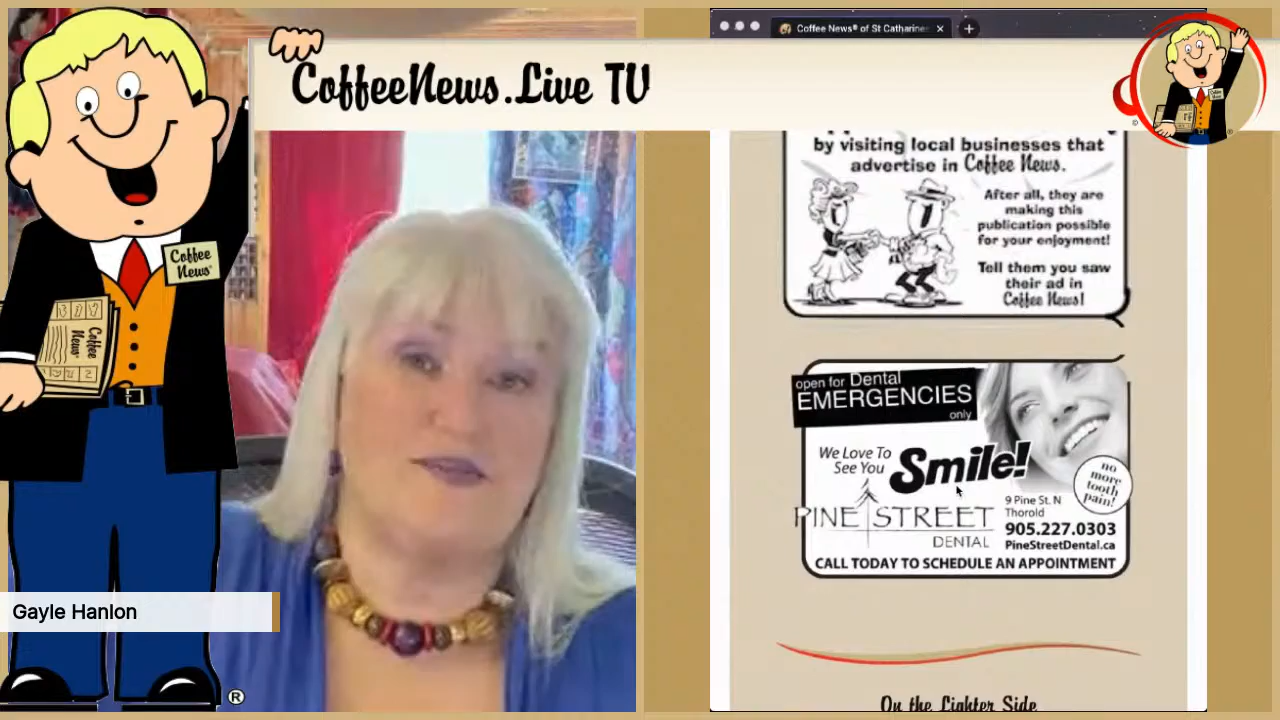 CoffeeNews.Live TV
Coffee
News®
Coffee
News
Gayle Hanlon
®
Coffee News® of St Catharine
by visiting local businesses that
advertise in Coffee News.
After all, they are
making this
publication possible
for your enjoyment!
Tell them you saw
their ad in
Coffee News!
open for Dental
EMERGENCIES
only
We Love To
See You
Smile!
no
more
tooth
pain!
PINE STREET
DENTAL
9 Pine St. N
Thorold
905.227.0303
PineStreetDental.ca
CALL TODAY TO SCHEDULE AN APPOINTMENT
On the Lighter Side